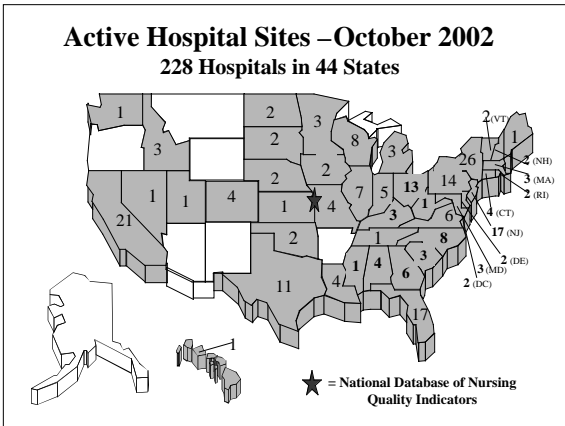 Active Hospital Sites –October 2002
228 Hospitals in 44 States
1
3
2
2
2
1
2
11
3
2
4
4
8
7
3
5
13
1
3
1
1
4
6
3
8
6
17
14
26
1
21
1
1
4
2 (VT)
2 (NH)
3 (MA)
2 (RI)
4 (CT)
17 (NJ)
2 (DE)
3 (MD)
2 (DC)
1
= National Database of Nursing
Quality Indicators